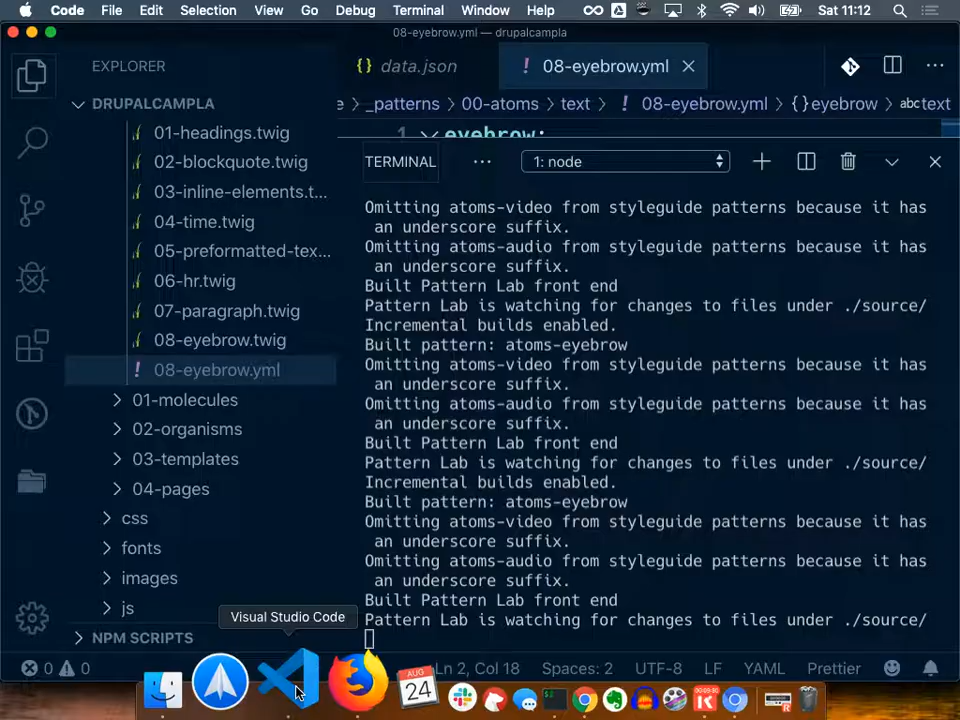 Code File Edit Selection View Go Debug Terminal Window Help Sat 11:12
08-eyebrow.yml — drupalcampla
EXPLORER
{} data.json
! 08-eyebrow.yml
DRUPALCAMPLA
e > _patterns > 00-atoms > text > ! 08-eyebrow.yml > {} eyebrow > abc text
1 eyebrow:
01-headings.twig
02-blockquote.twig
03-inline-elements.t...
04-time.twig
05-preformatted-tex...
06-hr.twig
07-paragraph.twig
08-eyebrow.twig
! 08-eyebrow.yml
01-molecules
02-organisms
03-templates
04-pages
css
fonts
images
js
NPM SCRIPTS
TERMINAL ... 1: node
Omitting atoms-video from styleguide patterns because it has
an underscore suffix.
Omitting atoms-audio from styleguide patterns because it has
an underscore suffix.
Built Pattern Lab front end
Pattern Lab is watching for changes to files under ./source/
Incremental builds enabled.
Built pattern: atoms-eyebrow
Omitting atoms-video from styleguide patterns because it has
an underscore suffix.
Omitting atoms-audio from styleguide patterns because it has
an underscore suffix.
Built Pattern Lab front end
Pattern Lab is watching for changes to files under ./source/
Incremental builds enabled.
Built pattern: atoms-eyebrow
Omitting atoms-video from styleguide patterns because it has
an underscore suffix.
Omitting atoms-audio from styleguide patterns because it has
an underscore suffix.
Built Pattern Lab front end
Pattern Lab is watching for changes to files under ./source/
Visual Studio Code
0 0
Ln 2, Col 18 Spaces: 2 UTF-8 LF YAML Prettier
AUG
24
K